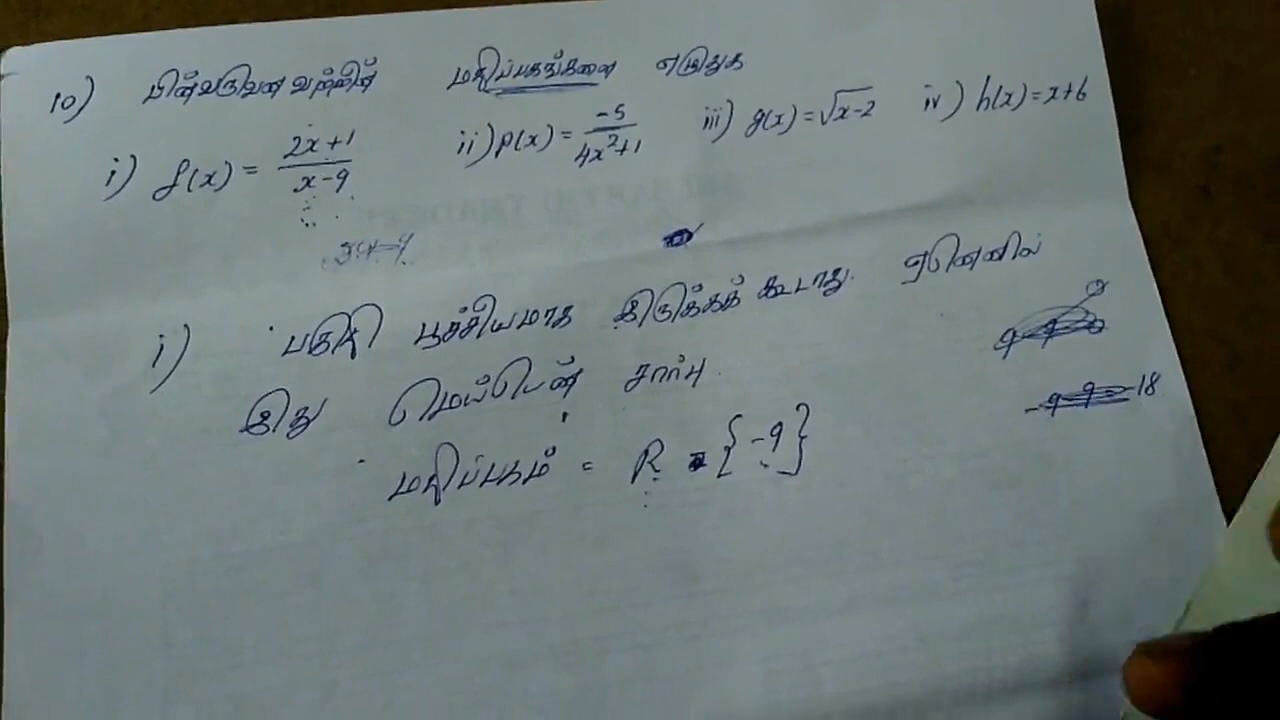 10) பின்வருவனவற்றின் மதிப்பகங்களை எழுதுக
i) f(x) = 2x+1 / x-9 ii) p(x) = -5 / 4x²+1 iii) g(x) = √x-2 iv) h(x) = x+6
i) பகுதி பூச்சியமாக இருக்கக் கூடாது. ஏனெனில்
இது மெய்யெண் சார்பு.
மதிப்பகம் = R - {-9}
-18